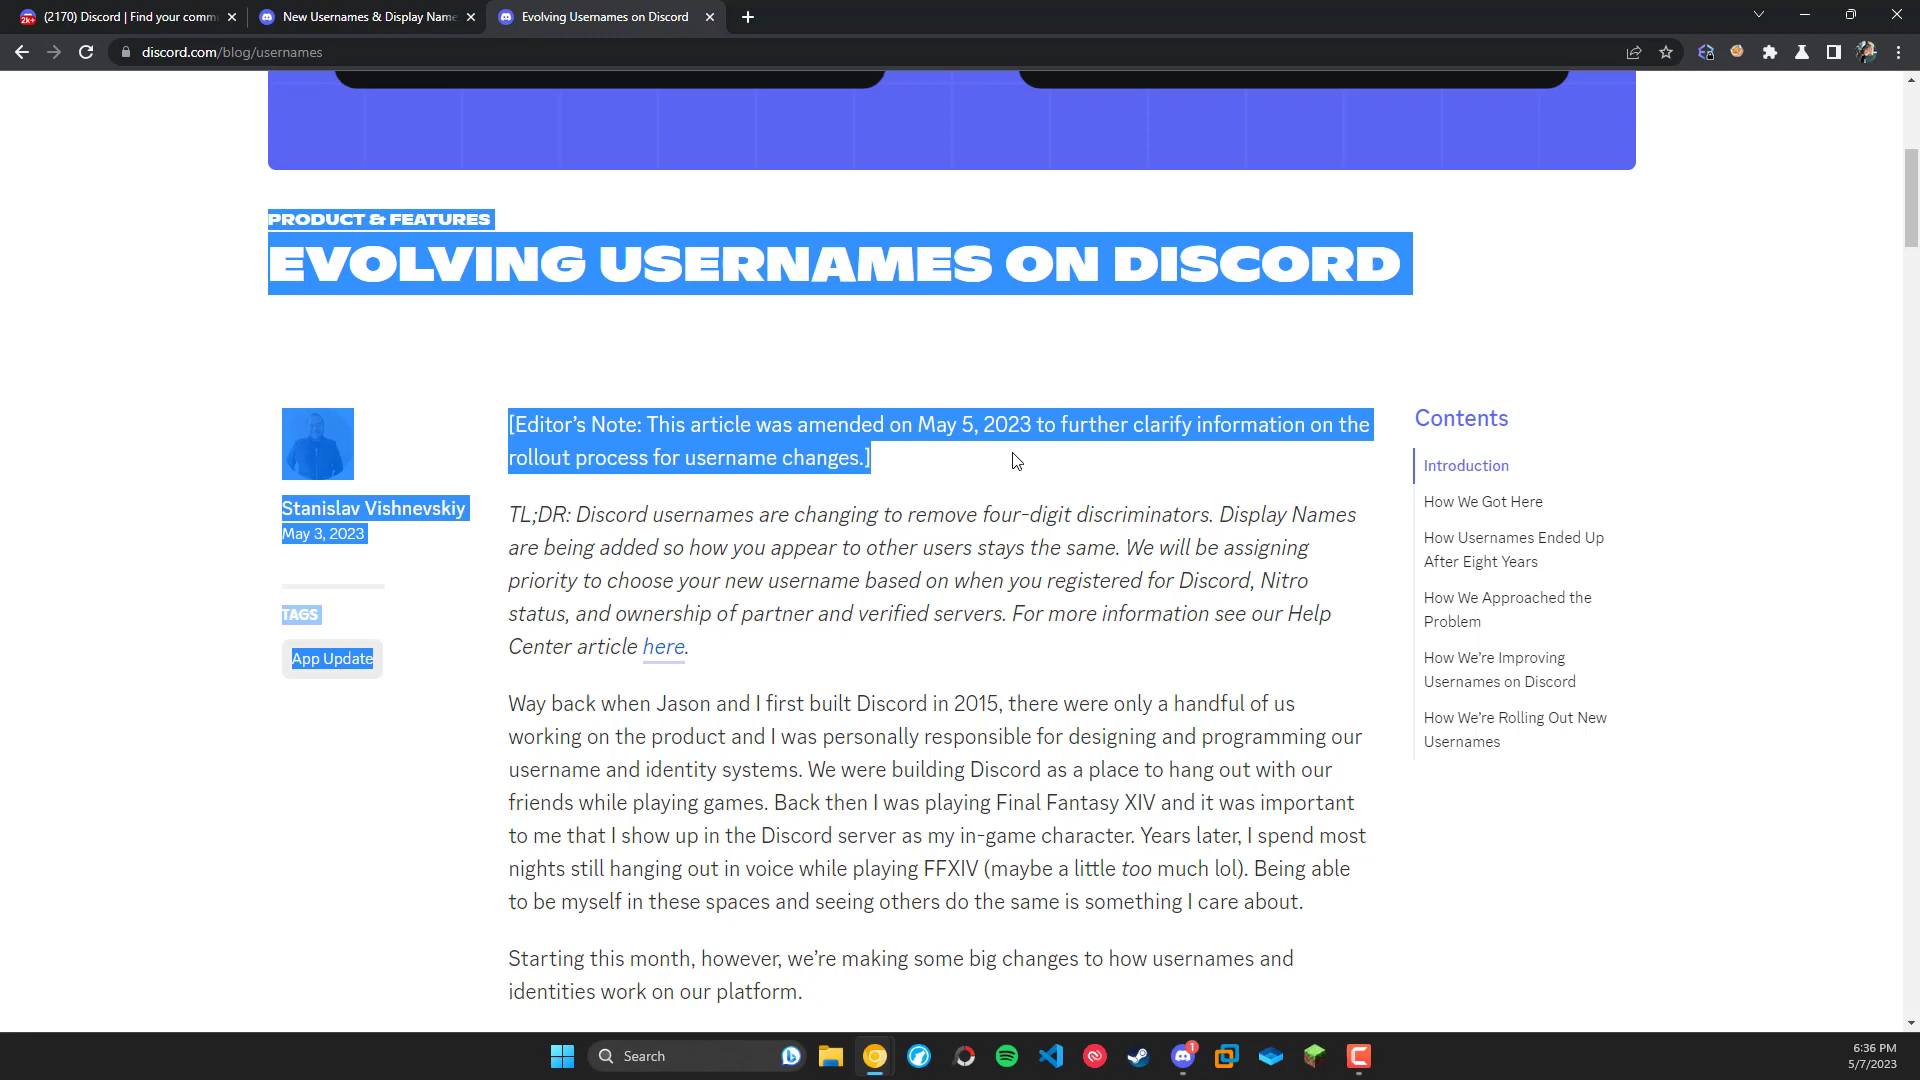 (2170) Discord | Find your comm
New Usernames & Display Name
Evolving Usernames on Discord
discord.com/blog/usernames
PRODUCT & FEATURES
EVOLVING USERNAMES ON DISCORD
[Editor’s Note: This article was amended on May 5, 2023 to further clarify information on the
rollout process for username changes.]
Stanislav Vishnevskiy
May 3, 2023
TAGS
App Update
TL;DR: Discord usernames are changing to remove four-digit discriminators. Display Names
are being added so how you appear to other users stays the same. We will be assigning
priority to choose your new username based on when you registered for Discord, Nitro
status, and ownership of partner and verified servers. For more information see our Help
Center article here.
Way back when Jason and I first built Discord in 2015, there were only a handful of us
working on the product and I was personally responsible for designing and programming our
username and identity systems. We were building Discord as a place to hang out with our
friends while playing games. Back then I was playing Final Fantasy XIV and it was important
to me that I show up in the Discord server as my in-game character. Years later, I spend most
nights still hanging out in voice while playing FFXIV (maybe a little too much lol). Being able
to be myself in these spaces and seeing others do the same is something I care about.
Starting this month, however, we’re making some big changes to how usernames and
identities work on our platform.
Contents
Introduction
How We Got Here
How Usernames Ended Up
After Eight Years
How We Approached the
Problem
How We’re Improving
Usernames on Discord
How We’re Rolling Out New
Usernames
Search
1
6:36 PM
5/7/2023